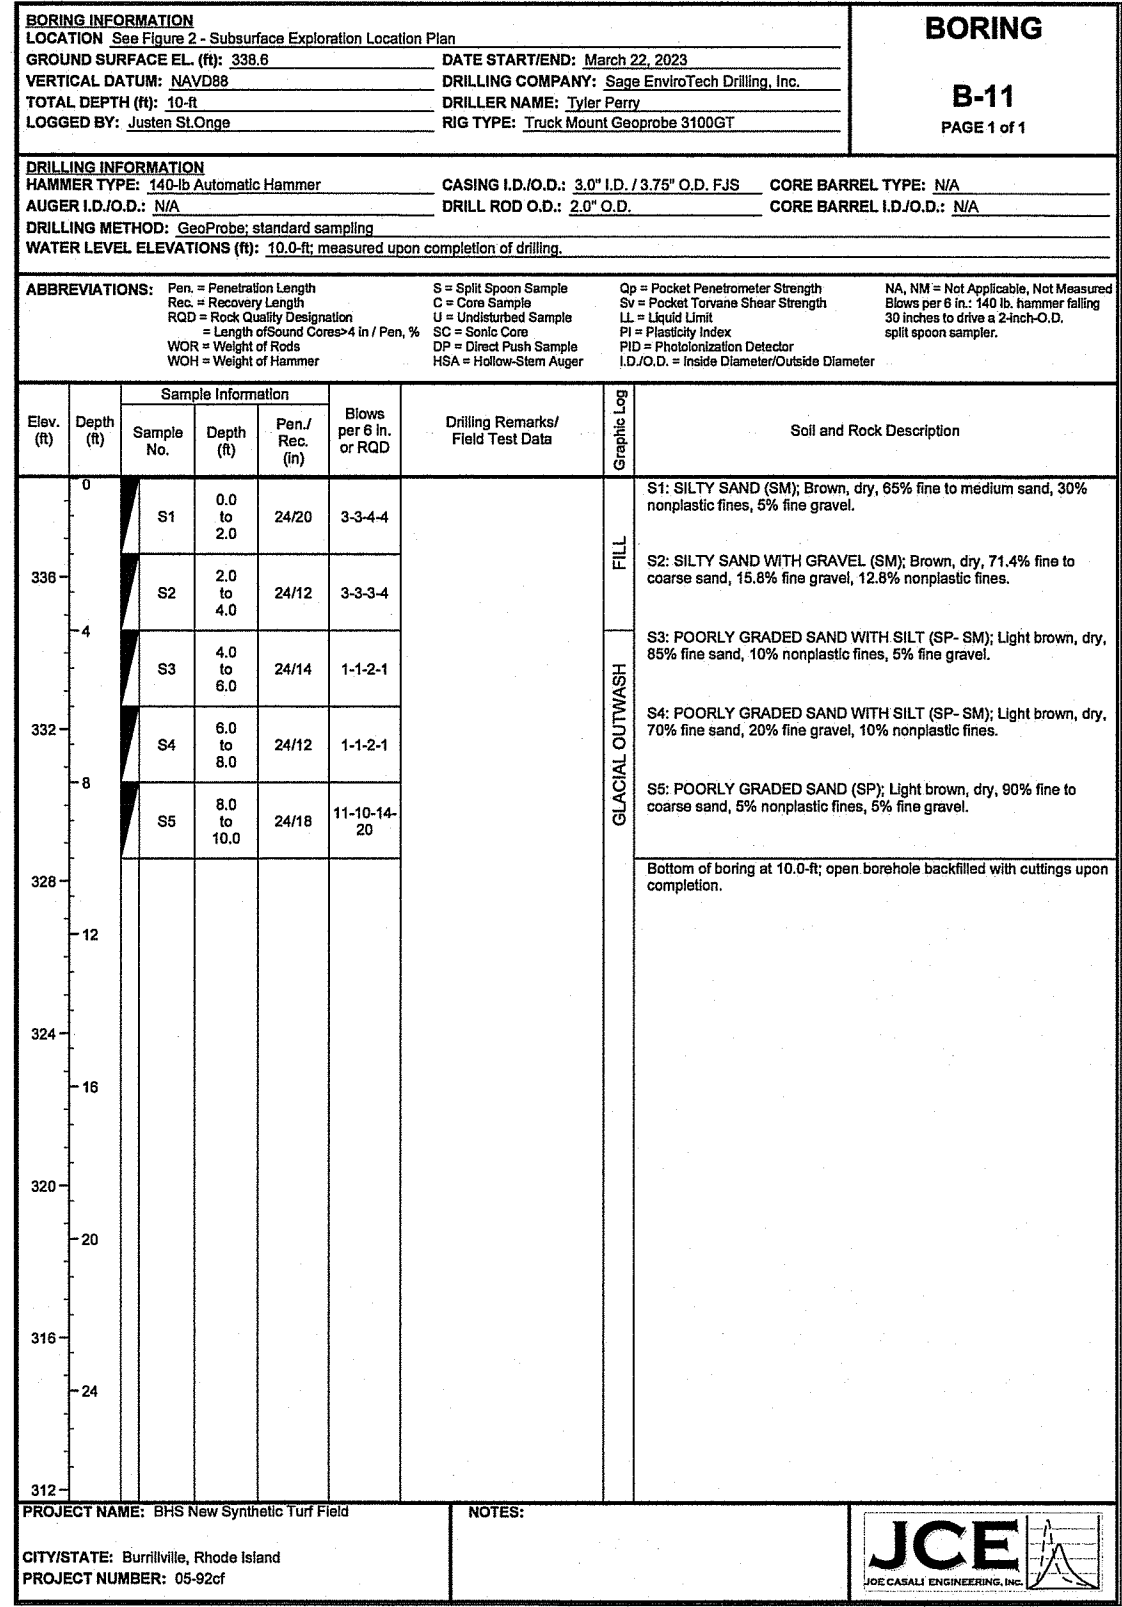 BORING INFORMATION
LOCATION See Figure 2 - Subsurface Exploration Location Plan
GROUND SURFACE EL. (ft): 338.6 DATE START/END: March 22, 2023
VERTICAL DATUM: NAVD88 DRILLING COMPANY: Sage EnviroTech Drilling, Inc.
TOTAL DEPTH (ft): 10-ft DRILLER NAME: Tyler Perry
LOGGED BY: Justen St.Onge RIG TYPE: Truck Mount Geoprobe 3100GT
BORING
B-11
PAGE 1 of 1
DRILLING INFORMATION
HAMMER TYPE: 140-lb Automatic Hammer CASING I.D./O.D.: 3.0" I.D. / 3.75" O.D. FJS CORE BARREL TYPE: N/A
AUGER I.D./O.D.: N/A DRILL ROD O.D.: 2.0" O.D. CORE BARREL I.D./O.D.: N/A
DRILLING METHOD: GeoProbe; standard sampling
WATER LEVEL ELEVATIONS (ft): 10.0-ft; measured upon completion of drilling.
ABBREVIATIONS:
Pen. = Penetration Length
Rec. = Recovery Length
RQD = Rock Quality Designation
= Length ofSound Cores>4 in / Pen, %
WOR = Weight of Rods
WOH = Weight of Hammer
S = Split Spoon Sample
C = Core Sample
U = Undisturbed Sample
SC = Sonic Core
DP = Direct Push Sample
HSA = Hollow-Stem Auger
Qp = Pocket Penetrometer Strength
Sv = Pocket Torvane Shear Strength
LL = Liquid Limit
PI = Plasticity Index
PID = Photoionization Detector
I.D./O.D. = Inside Diameter/Outside Diameter
NA, NM = Not Applicable, Not Measured
Blows per 6 in.: 140 lb. hammer falling
30 inches to drive a 2-inch-O.D.
split spoon sampler.
Elev.
(ft)
Depth
(ft)
Sample Information
Sample
No.
Depth
(ft)
Pen./
Rec.
(in)
Blows
per 6 in.
or RQD
Drilling Remarks/
Field Test Data
Graphic Log
Soil and Rock Description
0
4
8
12
16
20
24
336
332
328
324
320
316
312
S1
0.0
to
2.0
24/20
3-3-4-4
S2
2.0
to
4.0
24/12
3-3-3-4
S3
4.0
to
6.0
24/14
1-1-2-1
S4
6.0
to
8.0
24/12
1-1-2-1
S5
8.0
to
10.0
24/18
11-10-14-
20
FILL
GLACIAL OUTWASH
S1: SILTY SAND (SM); Brown, dry, 65% fine to medium sand, 30%
nonplastic fines, 5% fine gravel.
S2: SILTY SAND WITH GRAVEL (SM); Brown, dry, 71.4% fine to
coarse sand, 15.8% fine gravel, 12.8% nonplastic fines.
S3: POORLY GRADED SAND WITH SILT (SP- SM); Light brown, dry,
85% fine sand, 10% nonplastic fines, 5% fine gravel.
S4: POORLY GRADED SAND WITH SILT (SP- SM); Light brown, dry,
70% fine sand, 20% fine gravel, 10% nonplastic fines.
S5: POORLY GRADED SAND (SP); Light brown, dry, 90% fine to
coarse sand, 5% nonplastic fines, 5% fine gravel.
Bottom of boring at 10.0-ft; open borehole backfilled with cuttings upon
completion.
PROJECT NAME: BHS New Synthetic Turf Field
CITY/STATE: Burrillville, Rhode Island
PROJECT NUMBER: 05-92cf
NOTES:
JCE
JOE CASALI ENGINEERING, INC.